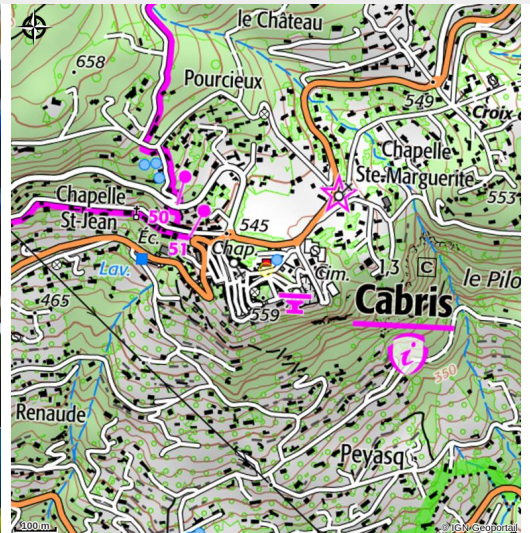 le Château
658
Pourcieux
549
Croix
Chapelle
Ste-Marguerite
553
Chapelle
St-Jean
50
51
545
Éc.
Chap.
Lav.
Cim.
1,3
C
le Pilo
465
559
Cabris
i
350
Renaude
Peyasq
100 m
© IGN Geoportail